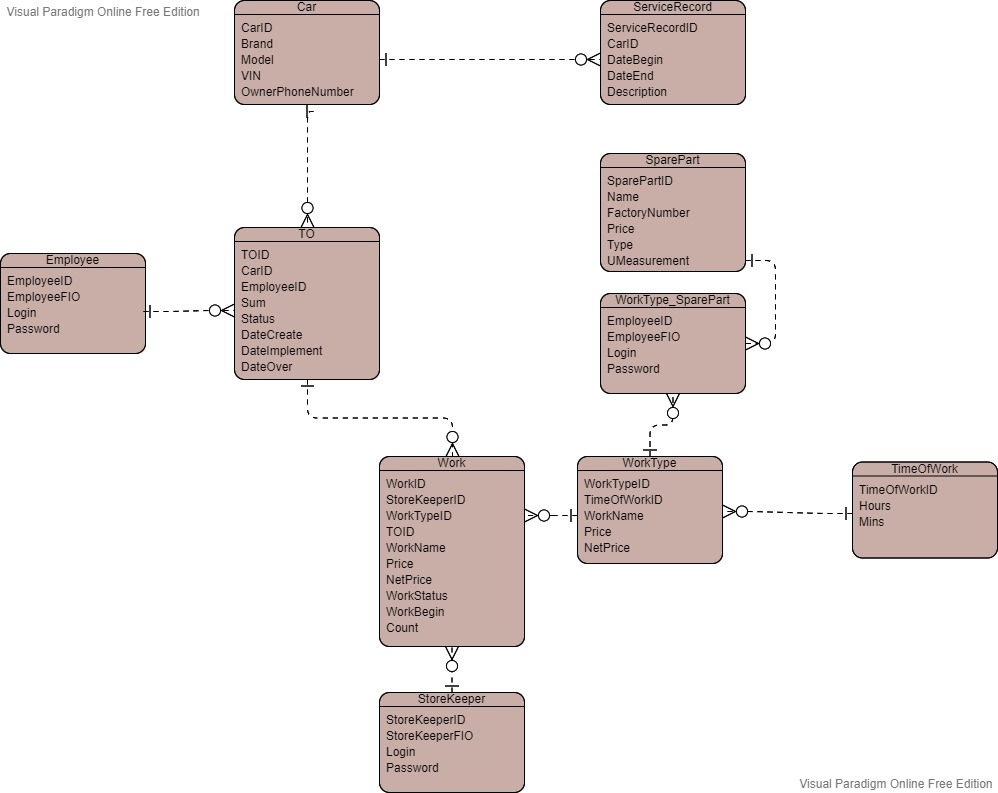 Visual Paradigm Online Free Edition
Car
CarID
Brand
Model
VIN
OwnerPhoneNumber
ServiceRecord
ServiceRecordID
CarID
DateBegin
DateEnd
Description
SparePart
SparePartID
Name
FactoryNumber
Price
Type
UMeasurement
TO
TOID
CarID
EmployeeID
Sum
Status
DateCreate
DateImplement
DateOver
Employee
EmployeeID
EmployeeFIO
Login
Password
WorkType_SparePart
EmployeeID
EmployeeFIO
Login
Password
Work
WorkID
StoreKeeperID
WorkTypeID
TOID
WorkName
Price
NetPrice
WorkStatus
WorkBegin
Count
WorkType
WorkTypeID
TimeOfWorkID
WorkName
Price
NetPrice
TimeOfWork
TimeOfWorkID
Hours
Mins
StoreKeeper
StoreKeeperID
StoreKeeperFIO
Login
Password
Visual Paradigm Online Free Edition